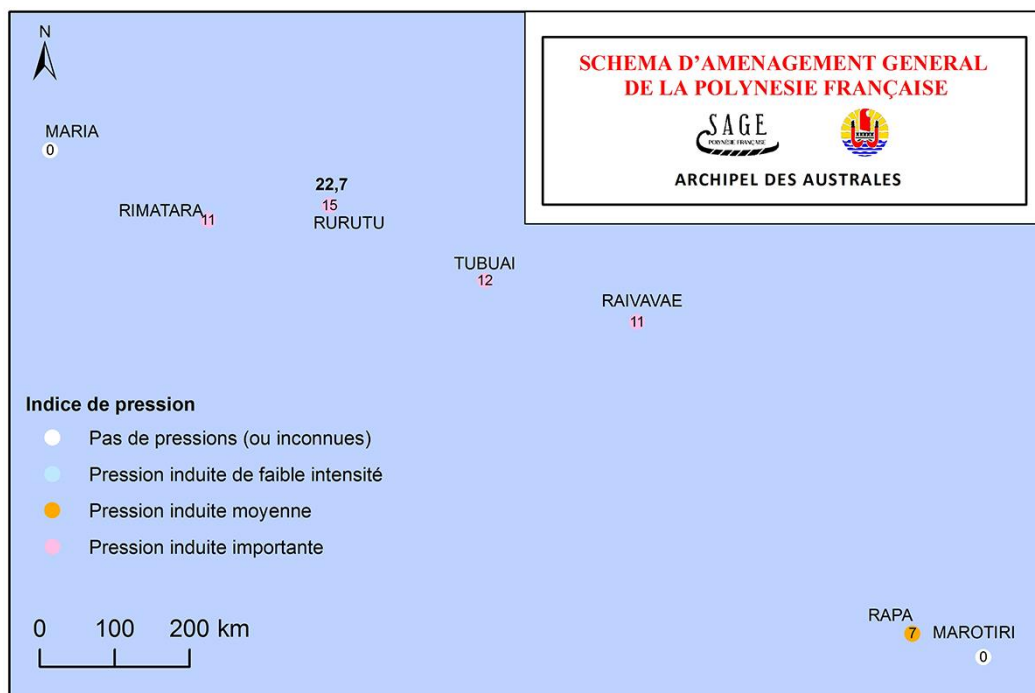 SCHEMA D'AMENAGEMENT GENERAL
DE LA POLYNESIE FRANÇAISE
SAGE
POLYNÉSIE FRANÇAISE
ARCHIPEL DES AUSTRALES
N
MARIA
0
22,7
RIMATARA
11
15
RURUTU
TUBUAI
12
RAIVAVAE
11
Indice de pression
Pas de pressions (ou inconnues)
Pression induite de faible intensité
Pression induite moyenne
Pression induite importante
0 100 200 km
RAPA
7
MAROTIRI
0